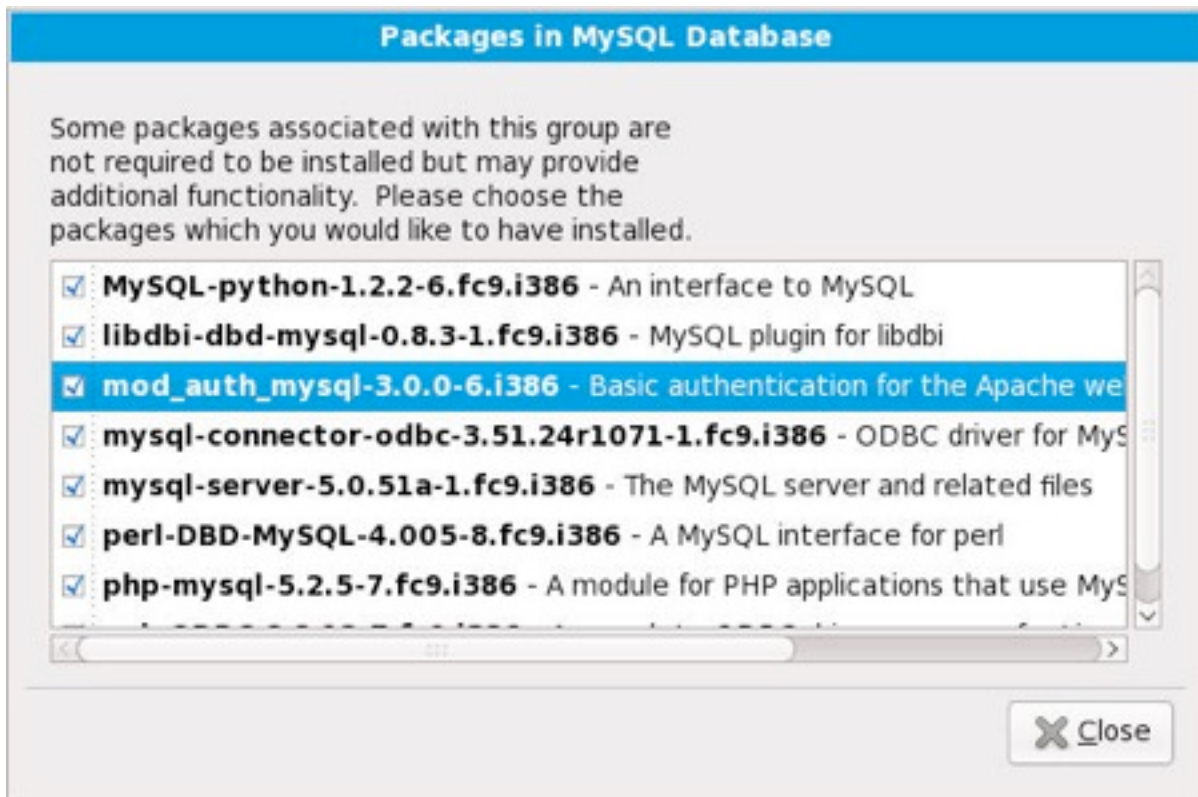 Packages in MySQL Database
Some packages associated with this group are
not required to be installed but may provide
additional functionality.  Please choose the
packages which you would like to have installed.
MySQL-python-1.2.2-6.fc9.i386 - An interface to MySQL
libdbi-dbd-mysql-0.8.3-1.fc9.i386 - MySQL plugin for libdbi
mod_auth_mysql-3.0.0-6.i386 - Basic authentication for the Apache we
mysql-connector-odbc-3.51.24r1071-1.fc9.i386 - ODBC driver for MyS
mysql-server-5.0.51a-1.fc9.i386 - The MySQL server and related files
perl-DBD-MySQL-4.005-8.fc9.i386 - A MySQL interface for perl
php-mysql-5.2.5-7.fc9.i386 - A module for PHP applications that use MyS
Close